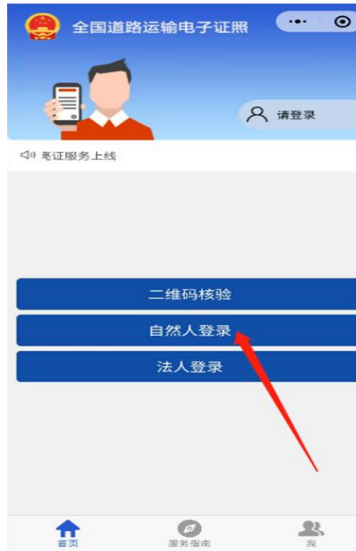 全国道路运输电子证照
请登录
证服务上线
二维码核验
自然人登录
法人登录
首页
服务指南
我